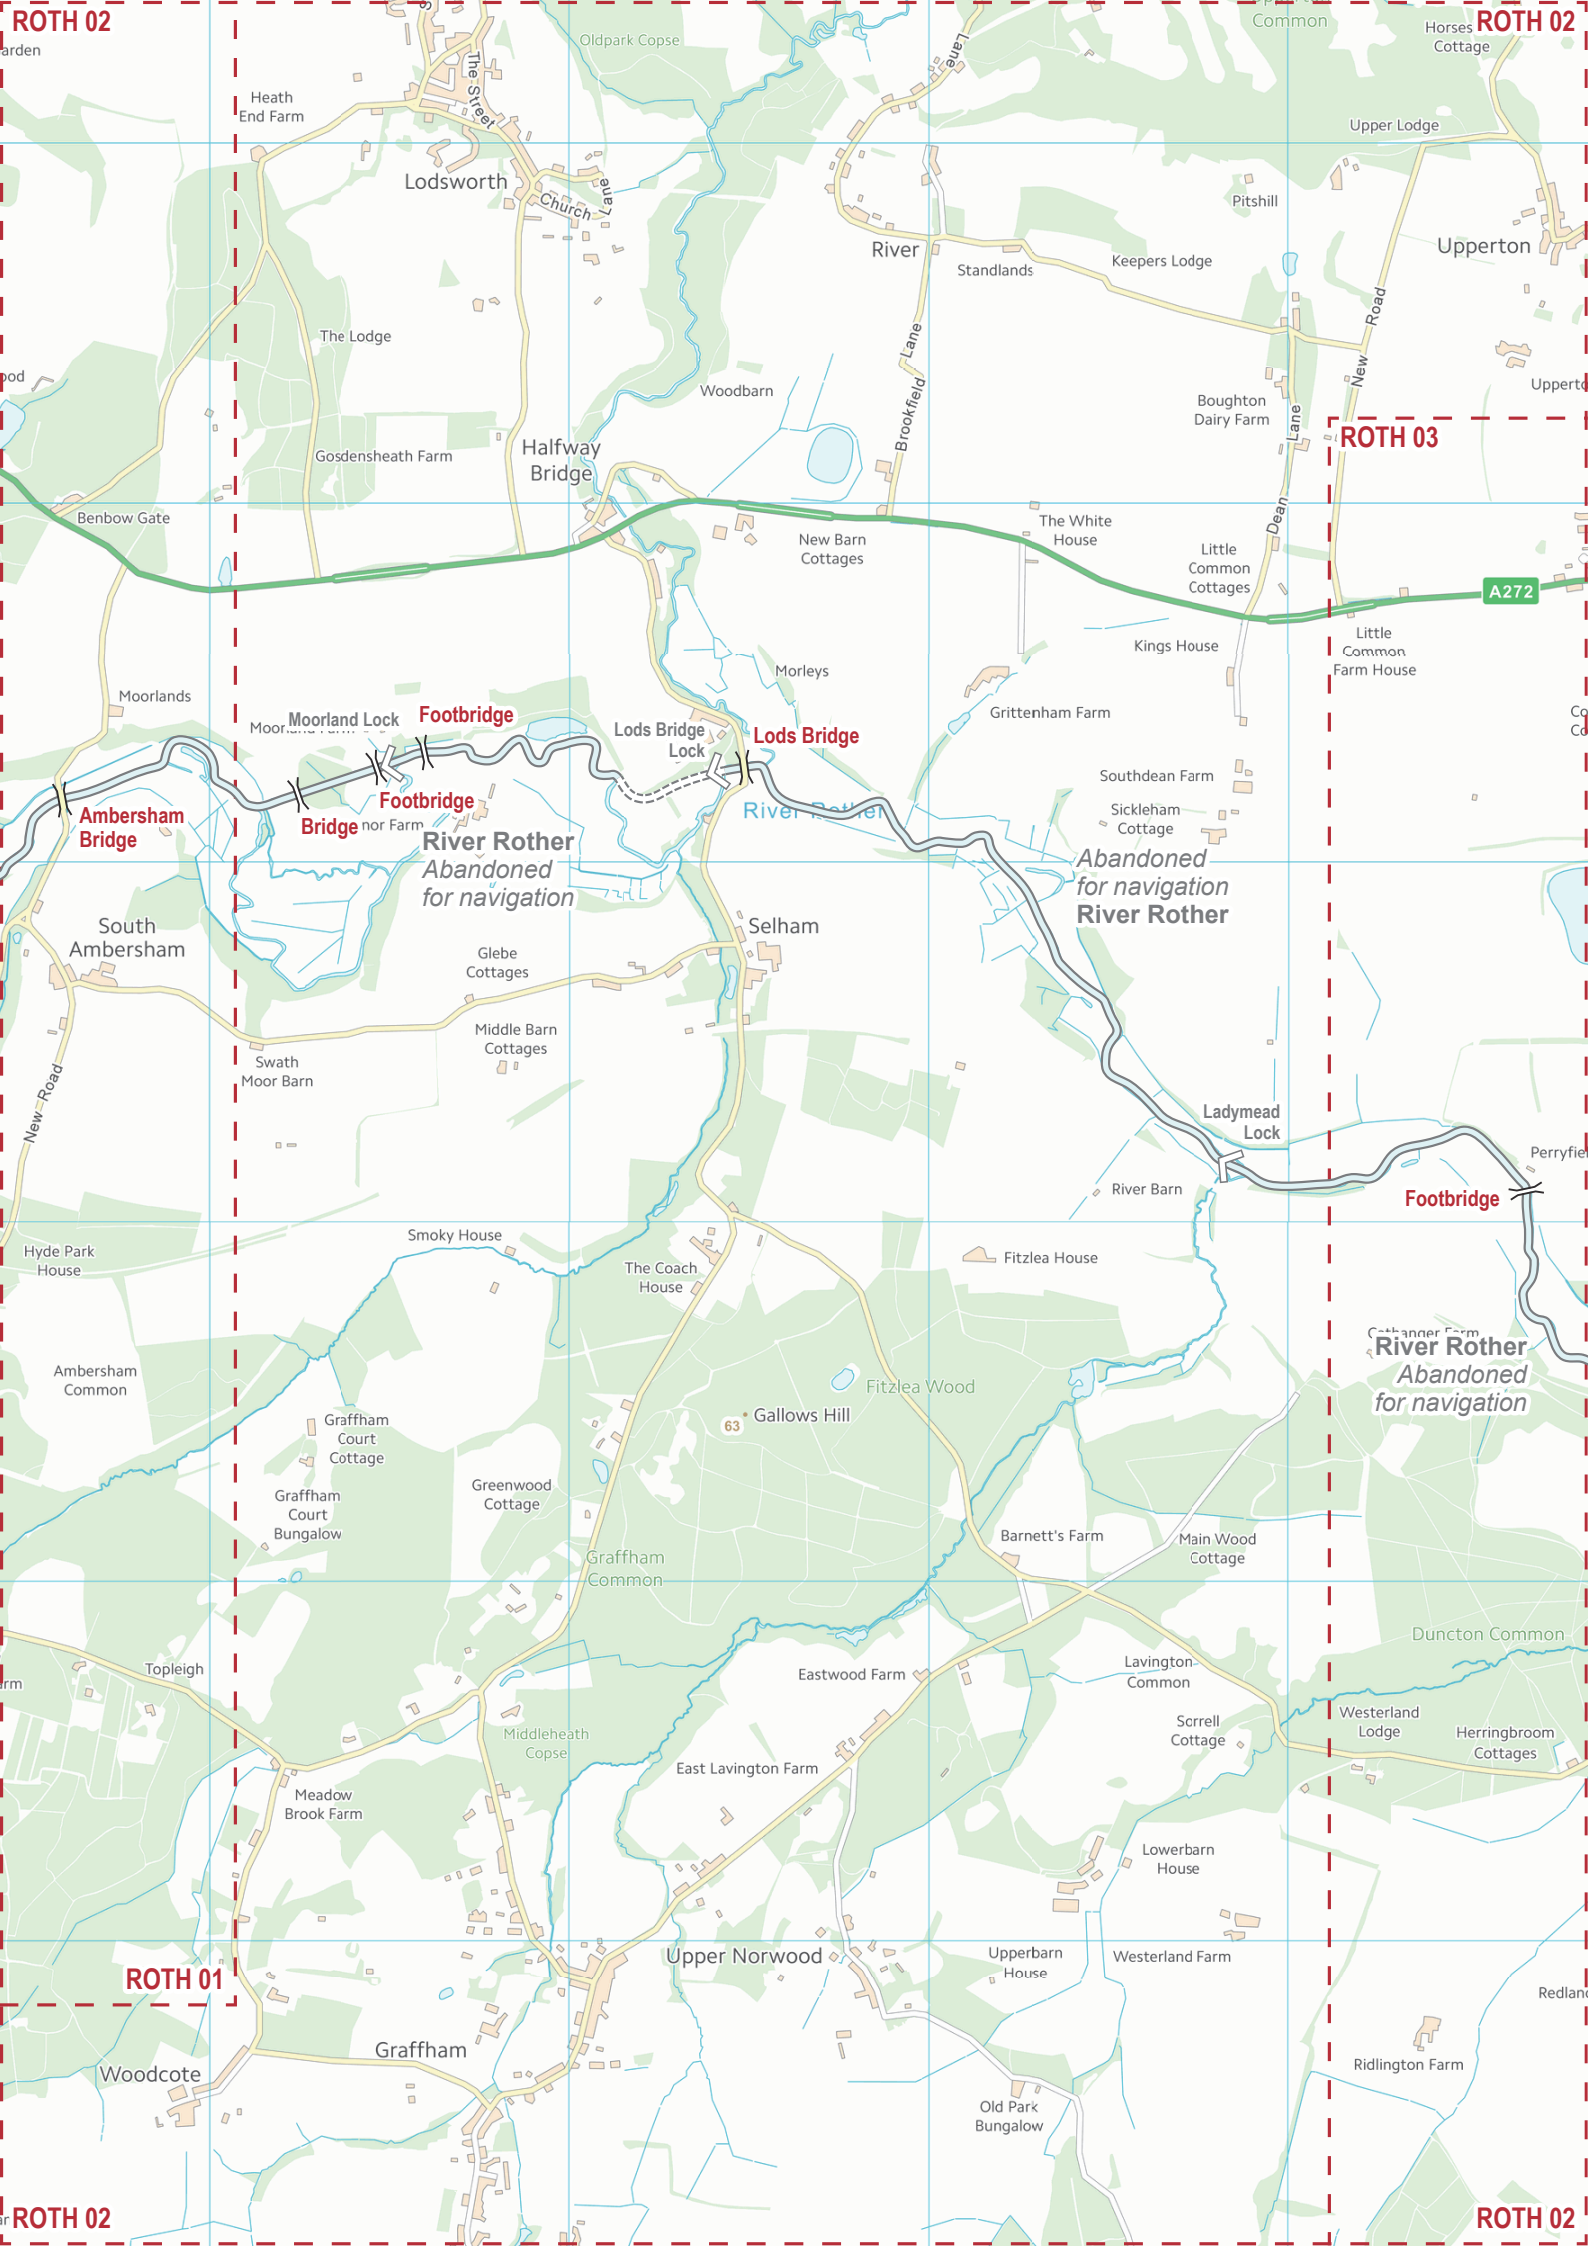 ROTH 02
ROTH 02
arden
Oldpark Copse
Common
Horses
Cottage
The Street
Lane
Heath
End Farm
Upper Lodge
Lodsworth
Church
Lane
Pitshill
River
Standlands
Keepers Lodge
Upperton
The Lodge
Brookfield Lane
New Road
Woodbarn
Boughton
Dairy Farm
Dean Lane
ROTH 03
Halfway
Bridge
Gosdensheath Farm
Benbow Gate
New Barn
Cottages
The White
House
Little
Common
Cottages
A272
Kings House
Little
Common
Farm House
Moorlands
Morleys
Moorland Lock
Footbridge
Lods Bridge
Lock
Lods Bridge
Grittenham Farm
Southdean Farm
Sickleham
Cottage
Ambersham
Bridge
Bridge
Footbridge
nor Farm
River Rother
River Rother
Abandoned
for navigation
Abandoned
for navigation
River Rother
South
Ambersham
Selham
Glebe
Cottages
Middle Barn
Cottages
Swath
Moor Barn
New Road
Ladymead
Lock
River Barn
Footbridge
Perryfie
Hyde Park
House
Smoky House
The Coach
House
Fitzlea House
Cathanger Farm
River Rother
Abandoned
for navigation
Ambersham
Common
Fitzlea Wood
63
Gallows Hill
Graffham
Court
Cottage
Greenwood
Cottage
Graffham
Court
Bungalow
Barnett's Farm
Main Wood
Cottage
Graffham
Common
Duncton Common
Topleigh
Eastwood Farm
Lavington
Common
Middleheath
Copse
Sorrell
Cottage
Westerland
Lodge
Herringbroom
Cottages
East Lavington Farm
Meadow
Brook Farm
Lowerbarn
House
Upper Norwood
Upperbarn
House
Westerland Farm
ROTH 01
Redlan
Graffham
Woodcote
Ridlington Farm
Old Park
Bungalow
ROTH 02
ROTH 02